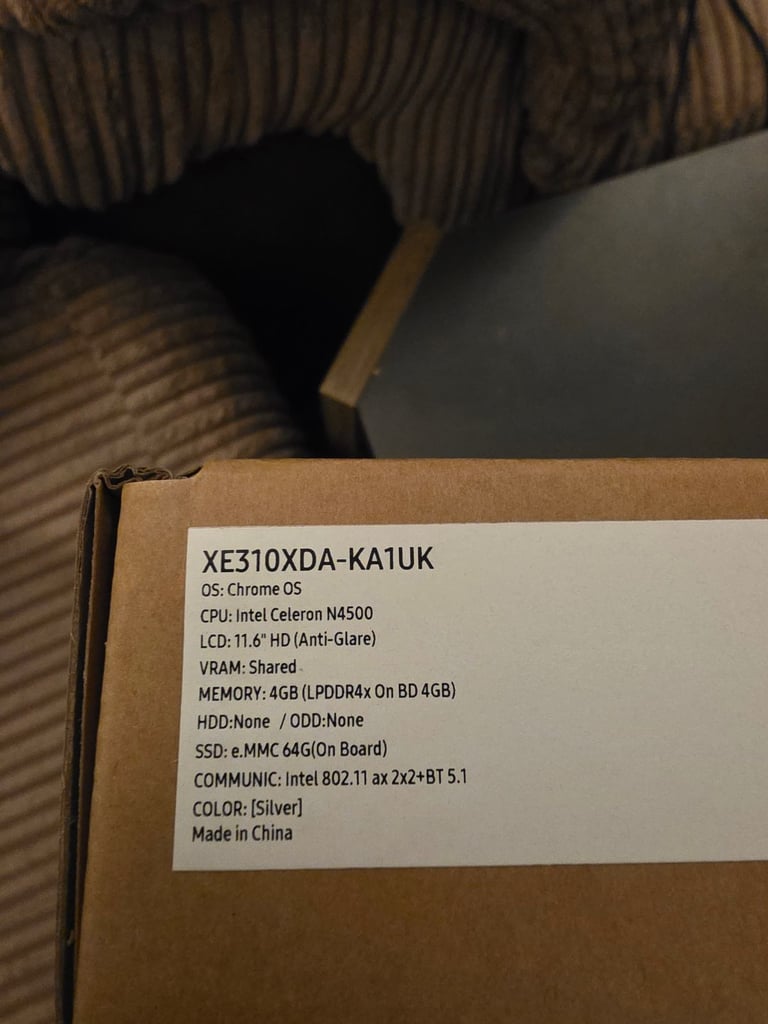 XE310XDA-KA1UK
OS: Chrome OS
CPU: Intel Celeron N4500
LCD: 11.6" HD (Anti-Glare)
VRAM: Shared
MEMORY: 4GB (LPDDR4x On BD 4GB)
HDD:None / ODD:None
SSD: e.MMC 64G(On Board)
COMMUNIC: Intel 802.11 ax 2x2+BT 5.1
COLOR: [Silver]
Made in China